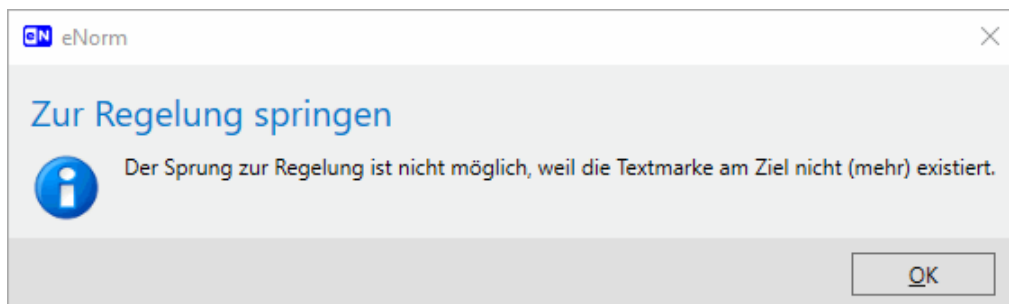 eN eNorm
Zur Regelung springen
Der Sprung zur Regelung ist nicht möglich, weil die Textmarke am Ziel nicht (mehr) existiert.
OK